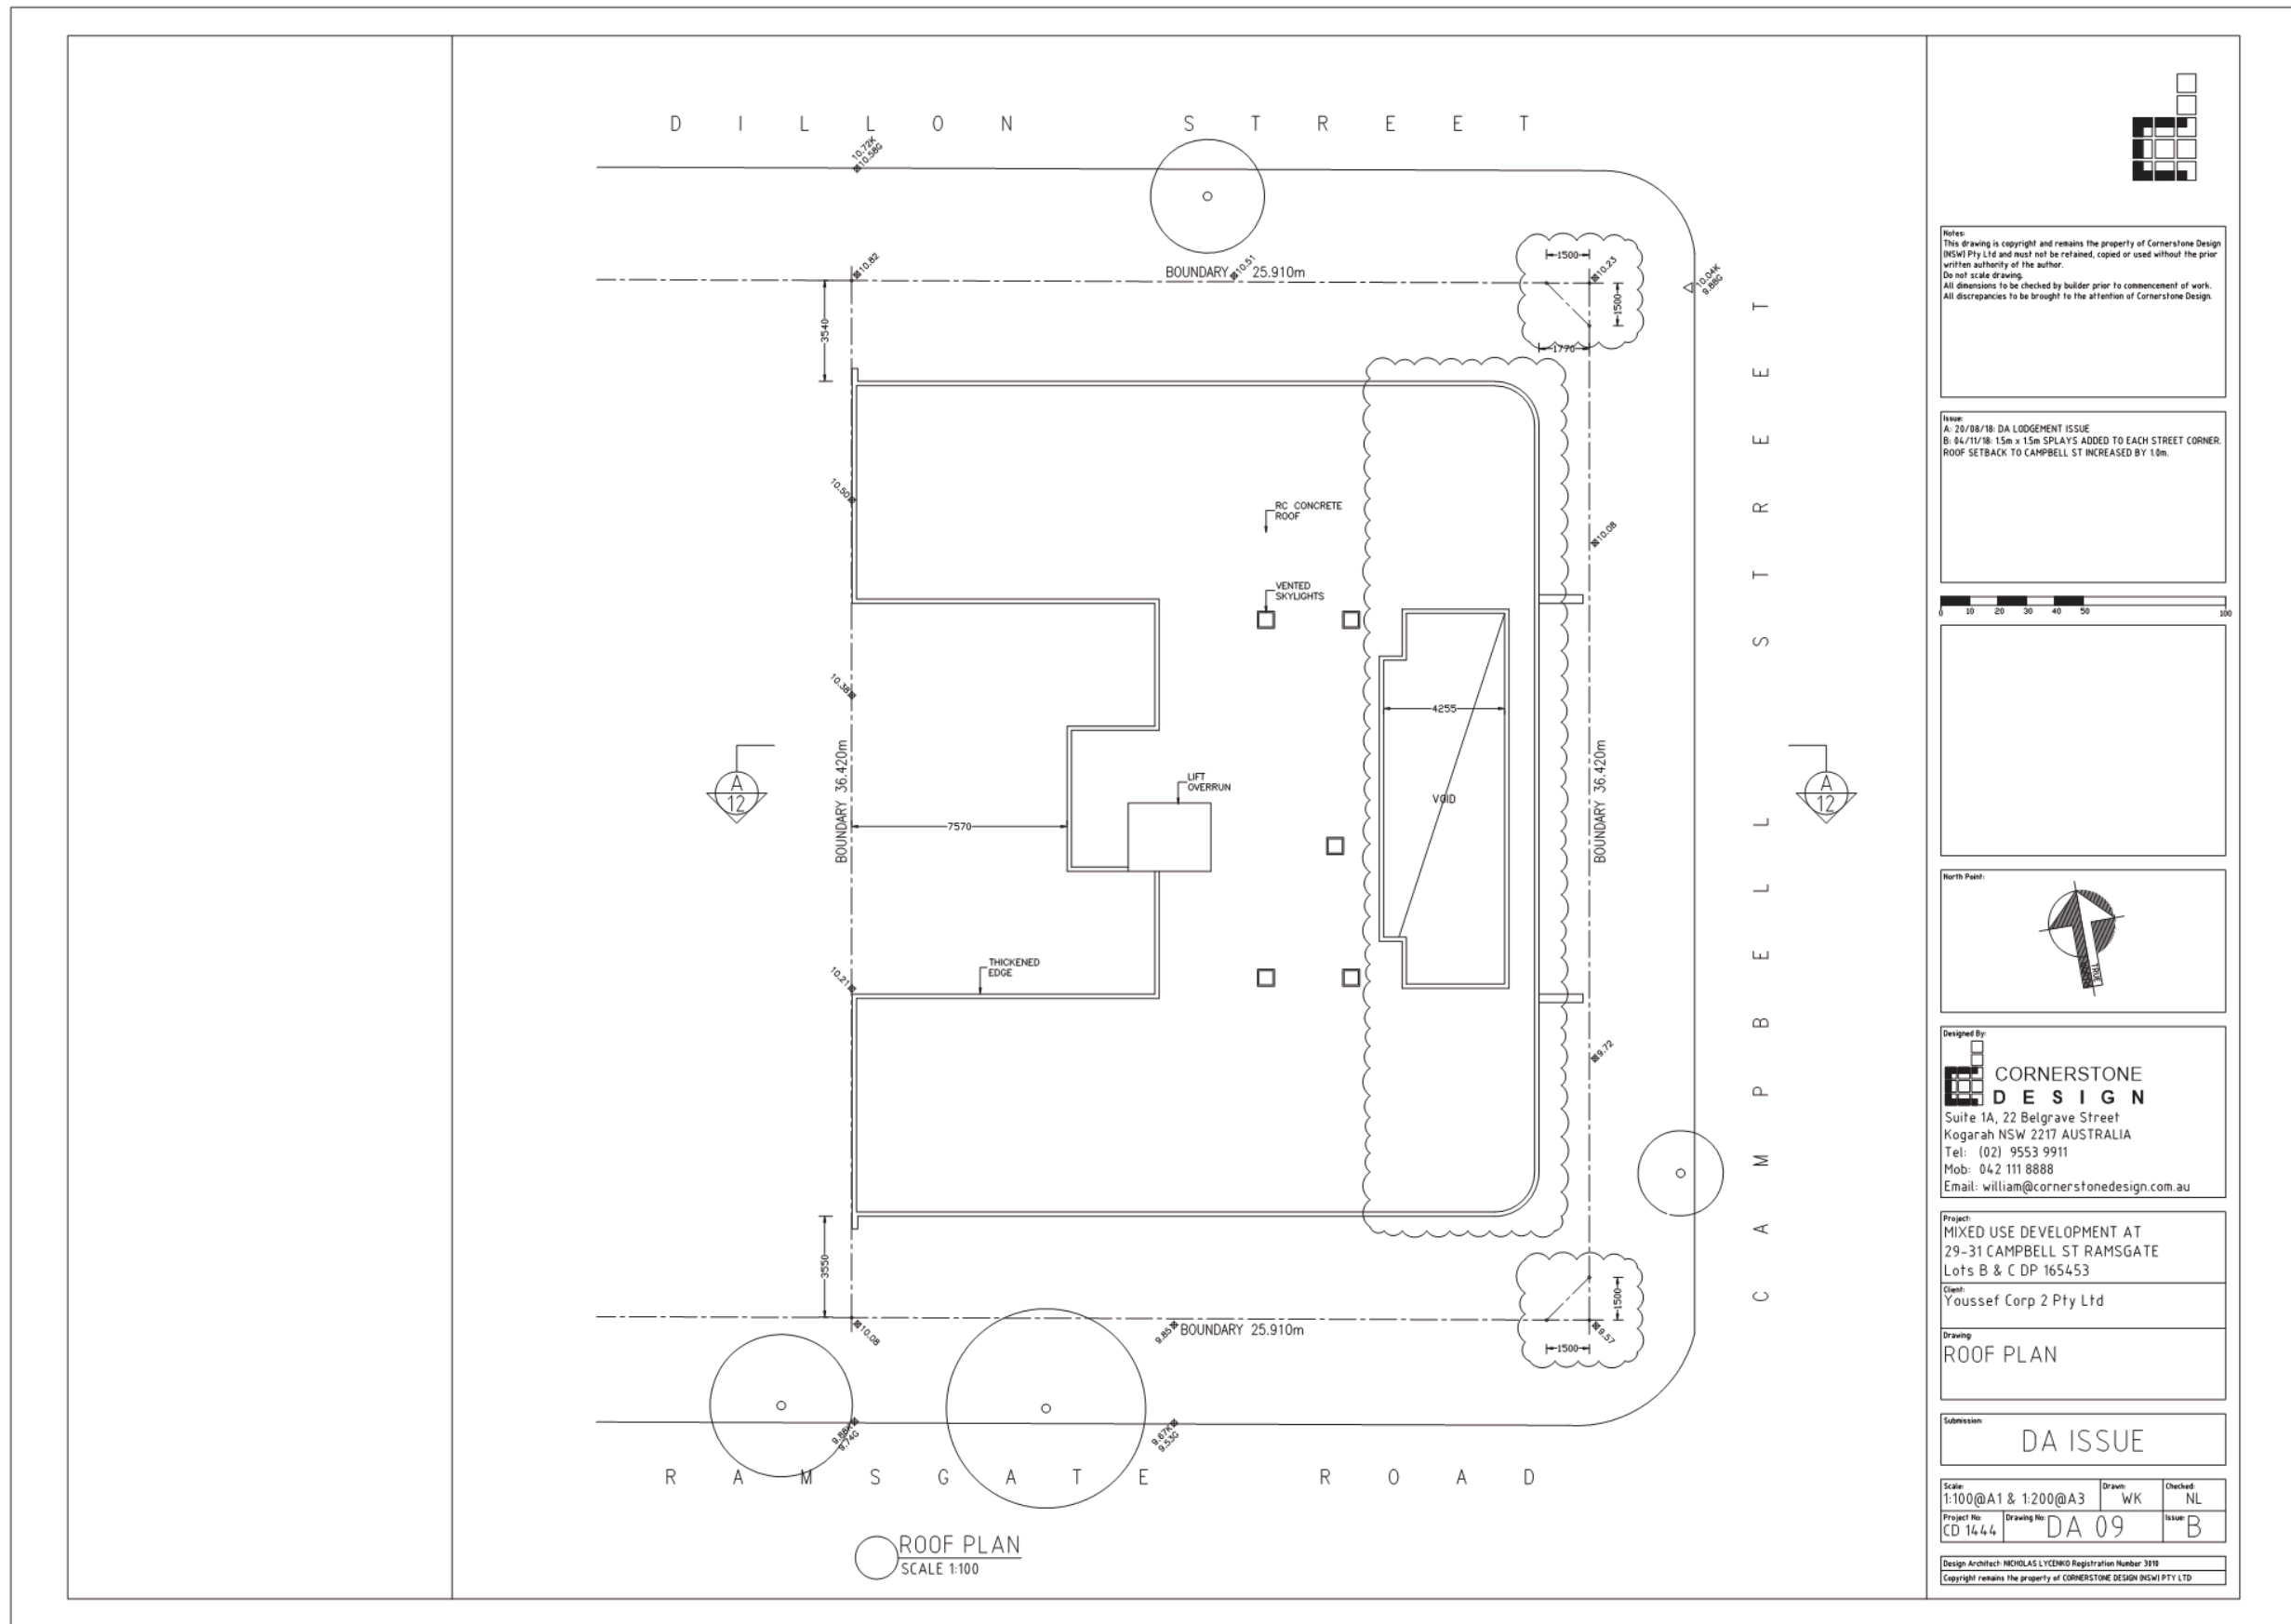 D I L L O N S T R E E T
10.72K
10.58G
10.82
BOUNDARY 25.910m
10.51
1500
10.23
10.04K
9.88G
1500
3540
1770
10.50
RC CONCRETE
ROOF
10.08
VENTED
SKYLIGHTS
10.38
4255
A
12
BOUNDARY 36.420m
LIFT
OVERRUN
VOID
BOUNDARY 36.420m
A
12
7570
THICKENED
EDGE
10.21
9.72
C A M P B E L L S T R E E T
3550
1500
10.08
9.85
BOUNDARY 25.910m
9.57
1500
9.88K
9.74G
9.67K
9.53G
R A M S G A T E R O A D
ROOF PLAN
SCALE 1:100
Notes:
This drawing is copyright and remains the property of Cornerstone Design
(NSW) Pty Ltd and must not be retained, copied or used without the prior
written authority of the author.
Do not scale drawing.
All dimensions to be checked by builder prior to commencement of work.
All discrepancies to be brought to the attention of Cornerstone Design.
Issue:
A: 20/08/18: DA LODGEMENT ISSUE
B: 04/11/18: 1.5m x 1.5m SPLAYS ADDED TO EACH STREET CORNER.
ROOF SETBACK TO CAMPBELL ST INCREASED BY 1.0m.
0 10 20 30 40 50 100
North Point:
TRUE
Designed By:
CORNERSTONE
D E S I G N
Suite 1A, 22 Belgrave Street
Kogarah NSW 2217 AUSTRALIA
Tel: (02) 9553 9911
Mob: 042 111 8888
Email: william@cornerstonedesign.com.au
Project:
MIXED USE DEVELOPMENT AT
29-31 CAMPBELL ST RAMSGATE
Lots B & C DP 165453
Client:
Youssef Corp 2 Pty Ltd
Drawing:
ROOF PLAN
Submission:
DA ISSUE
Scale: Drawn: Checked:
1:100@A1 & 1:200@A3 WK NL
Project No: Drawing No: Issue:
CD 1444 DA 09 B
Design Architect: NICHOLAS LYCENKO Registration Number 3010
Copyright remains the property of CORNERSTONE DESIGN (NSW) PTY LTD